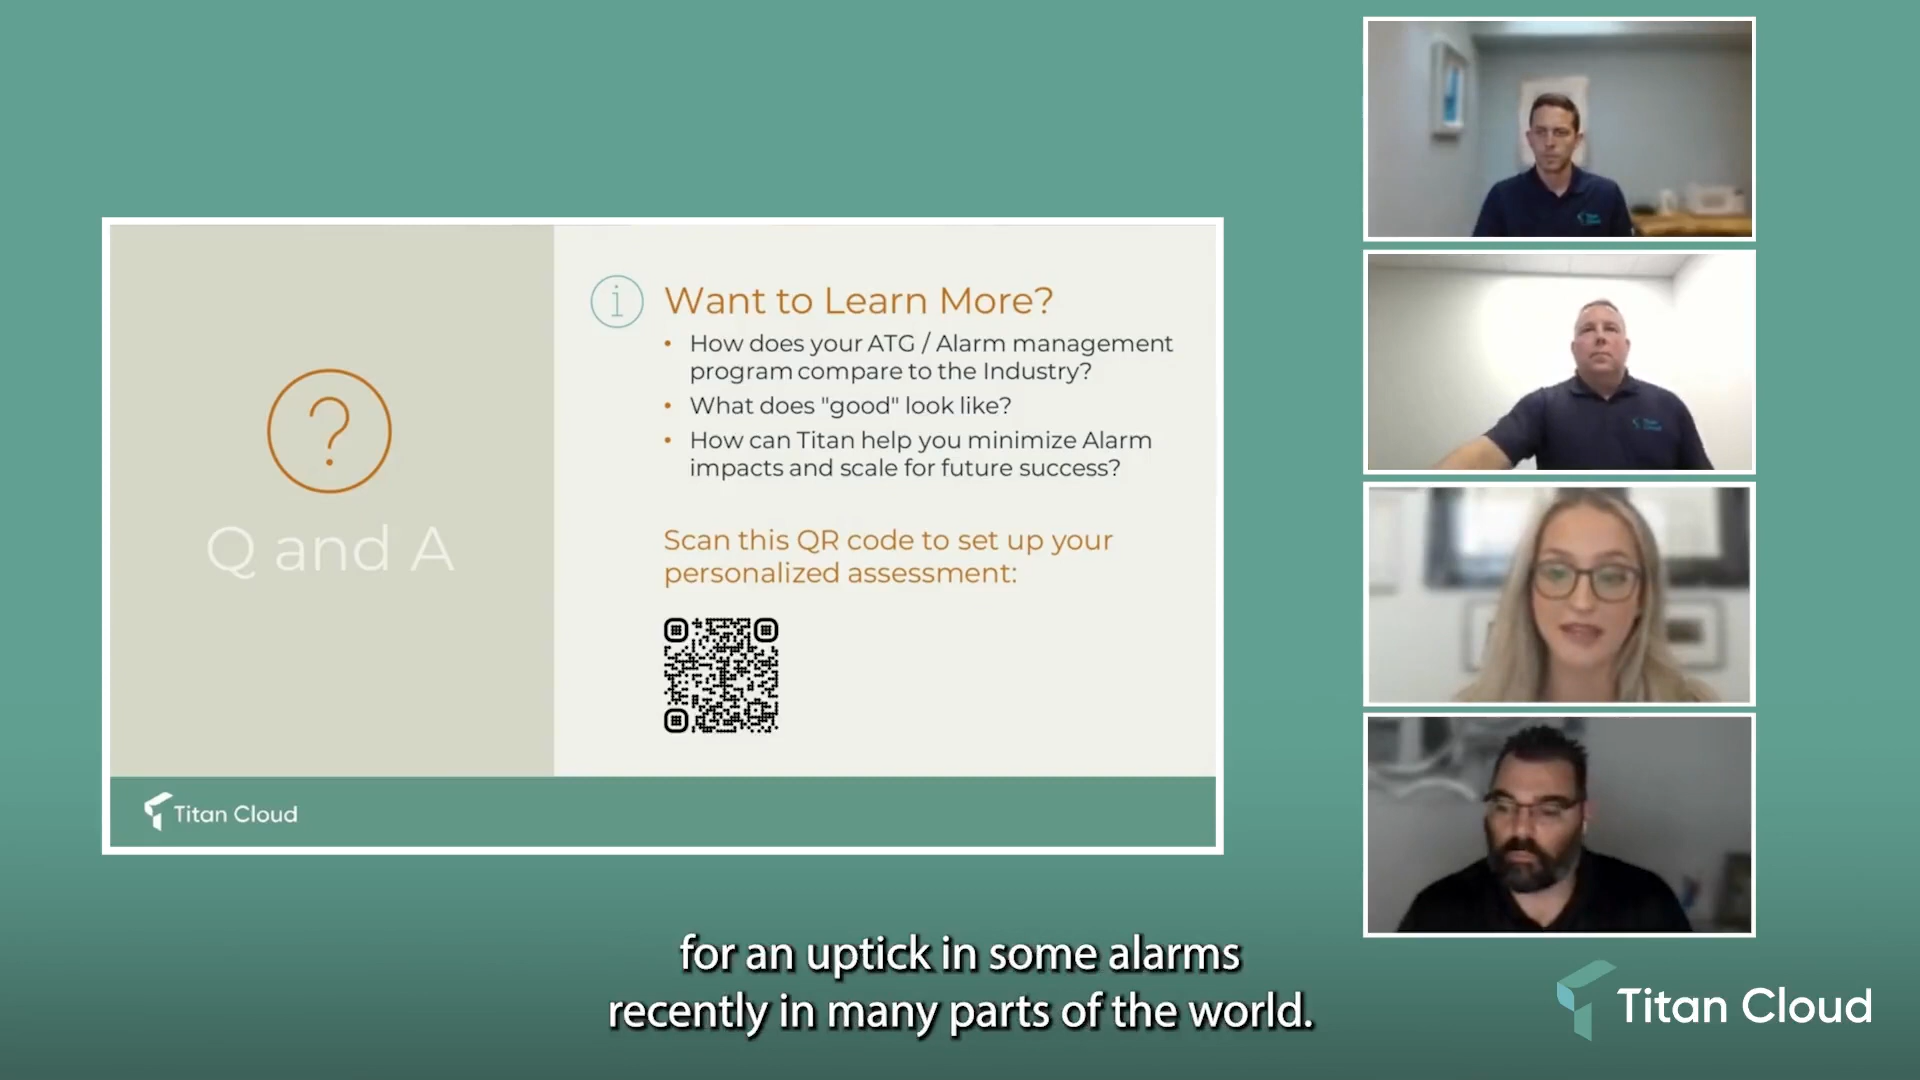 ?
Q and A
i
Want to Learn More?
• How does your ATG / Alarm management
program compare to the Industry?
• What does "good" look like?
• How can Titan help you minimize Alarm
impacts and scale for future success?
Scan this QR code to set up your
personalized assessment:
Titan Cloud
for an uptick in some alarms
recently in many parts of the world.
Titan Cloud